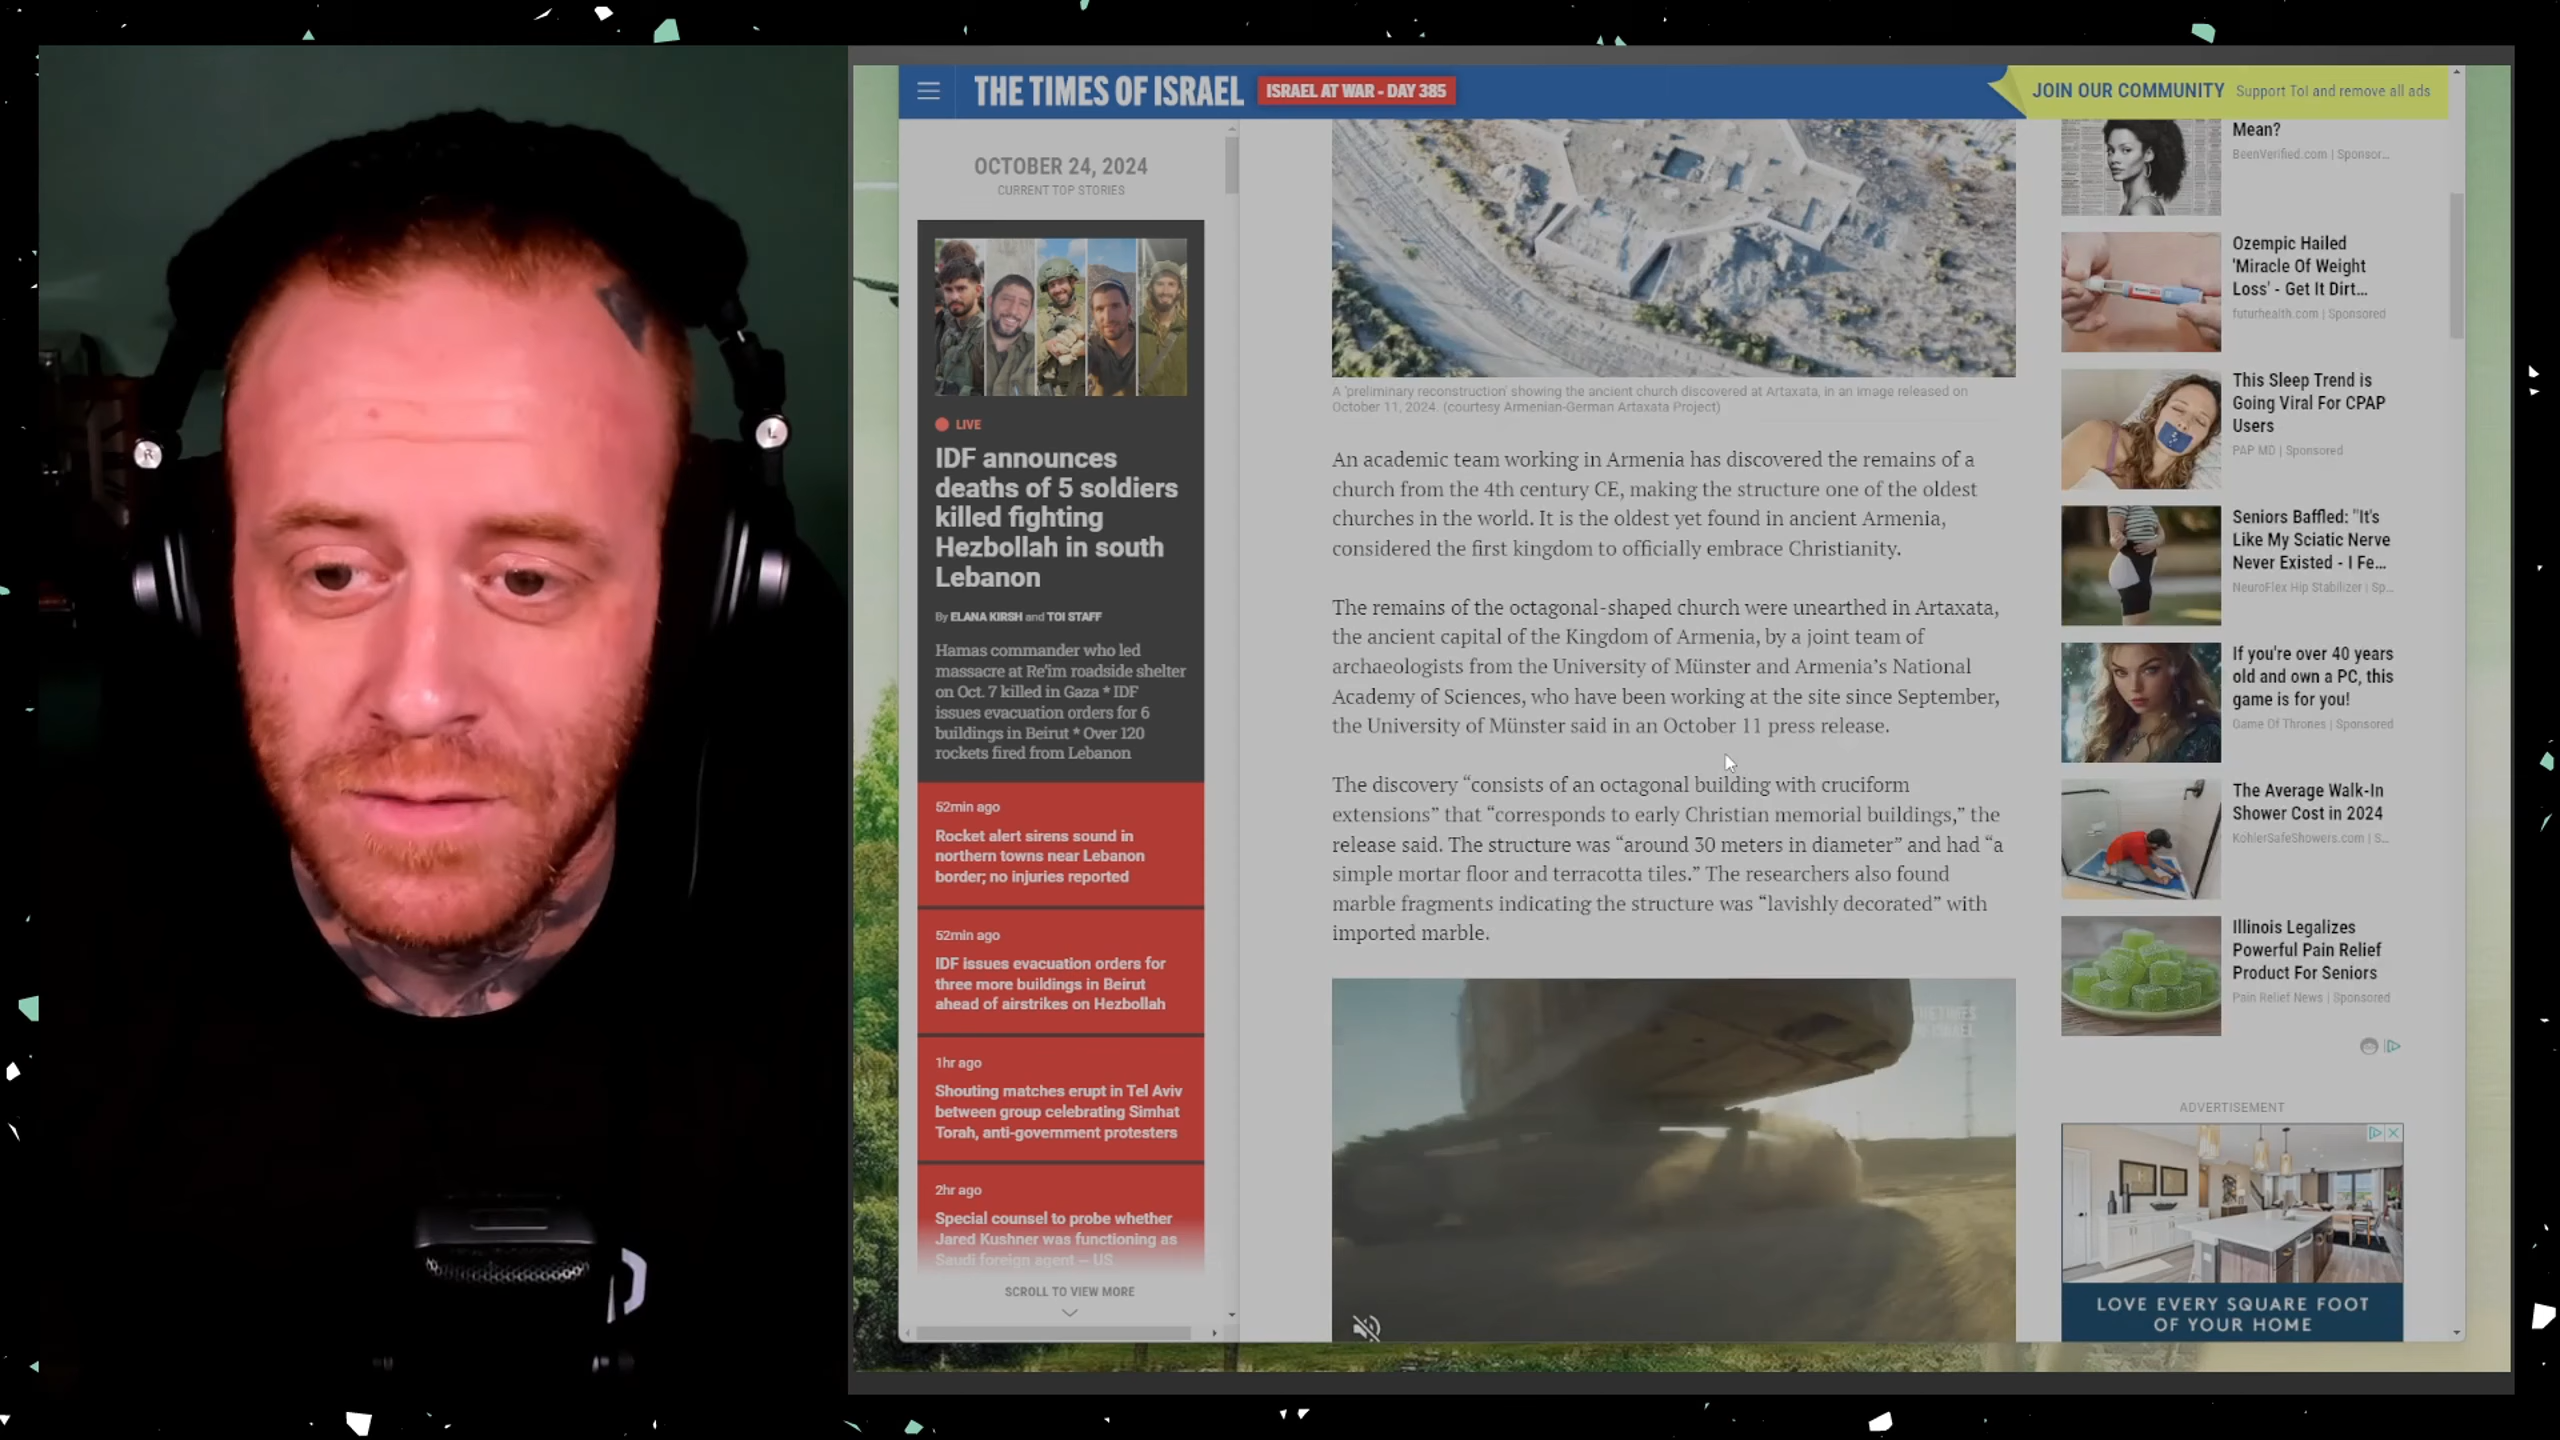 THE TIMES OF ISRAEL
ISRAEL AT WAR - DAY 385
JOIN OUR COMMUNITY
Support ToI and remove all ads
OCTOBER 24, 2024
CURRENT TOP STORIES
LIVE
IDF announces
deaths of 5 soldiers
killed fighting
Hezbollah in south
Lebanon
By ELANA KIRSH and TOI STAFF
Hamas commander who led
massacre at Re'im roadside shelter
on Oct. 7 killed in Gaza * IDF
issues evacuation orders for 6
buildings in Beirut * Over 120
rockets fired from Lebanon
52min ago
Rocket alert sirens sound in
northern towns near Lebanon
border; no injuries reported
52min ago
IDF issues evacuation orders for
three more buildings in Beirut
ahead of airstrikes on Hezbollah
1hr ago
Shouting matches erupt in Tel Aviv
between group celebrating Simhat
Torah, anti-government protesters
2hr ago
Special counsel to probe whether
Jared Kushner was functioning as
Saudi foreign agent – US
SCROLL TO VIEW MORE
A 'preliminary reconstruction' showing the ancient church discovered at Artaxata, in an image released on
October 11, 2024. (courtesy Armenian-German Artaxata Project)
An academic team working in Armenia has discovered the remains of a
church from the 4th century CE, making the structure one of the oldest
churches in the world. It is the oldest yet found in ancient Armenia,
considered the first kingdom to officially embrace Christianity.
The remains of the octagonal-shaped church were unearthed in Artaxata,
the ancient capital of the Kingdom of Armenia, by a joint team of
archaeologists from the University of Münster and Armenia's National
Academy of Sciences, who have been working at the site since September,
the University of Münster said in an October 11 press release.
The discovery “consists of an octagonal building with cruciform
extensions” that “corresponds to early Christian memorial buildings,” the
release said. The structure was “around 30 meters in diameter” and had “a
simple mortar floor and terracotta tiles.” The researchers also found
marble fragments indicating the structure was “lavishly decorated” with
imported marble.
THE TIMES
OF ISRAEL
Mean?
BeenVerified.com | Sponsor...
Ozempic Hailed
'Miracle Of Weight
Loss' - Get It Dirt...
futurhealth.com | Sponsored
This Sleep Trend is
Going Viral For CPAP
Users
PAP MD | Sponsored
Seniors Baffled: "It's
Like My Sciatic Nerve
Never Existed - I Fe...
NeuroFlex Hip Stabilizer | Sp...
If you're over 40 years
old and own a PC, this
game is for you!
Game Of Thrones | Sponsored
The Average Walk-In
Shower Cost in 2024
KohlerSafeShowers.com | S...
Illinois Legalizes
Powerful Pain Relief
Product For Seniors
Pain Relief News | Sponsored
ADVERTISEMENT
LOVE EVERY SQUARE FOOT
OF YOUR HOME
R
L